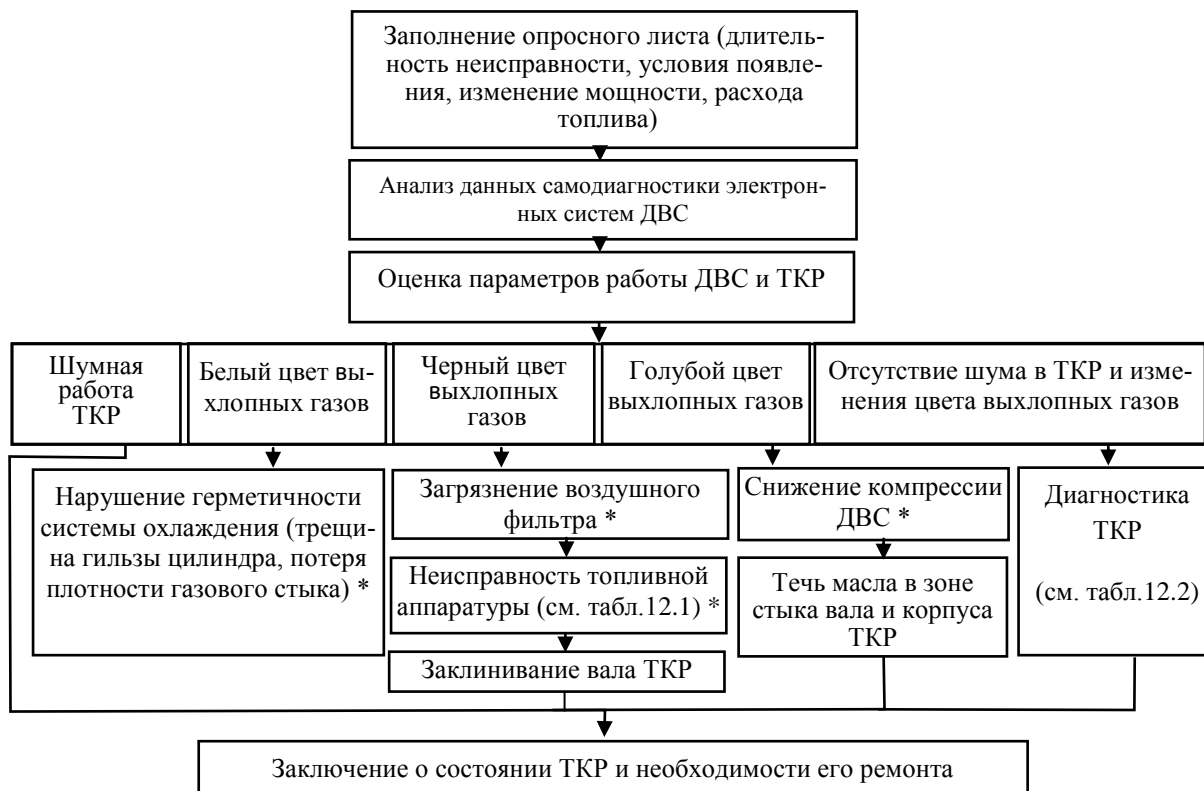 Заполнение опросного листа (длитель-
ность неисправности, условия появле-
ния, изменение мощности, расхода
топлива)
Анализ данных самодиагностики электрон-
ных систем ДВС
Оценка параметров работы ДВС и ТКР
Шумная
работа
ТКР
Белый цвет вы-
хлопных газов
Черный цвет
выхлопных
газов
Голубой цвет
выхлопных газов
Отсутствие шума в ТКР и изме-
нения цвета выхлопных газов
Нарушение герметичности
системы охлаждения (трещи-
на гильзы цилиндра, потеря
плотности газового стыка) *
Загрязнение воздушного
фильтра *
Неисправность топливной
аппаратуры (см. табл.12.1) *
Заклинивание вала ТКР
Снижение компрессии
ДВС *
Течь масла в зоне
стыка вала и корпуса
ТКР
Диагностика
ТКР
(см. табл.12.2)
Заключение о состоянии ТКР и необходимости его ремонта